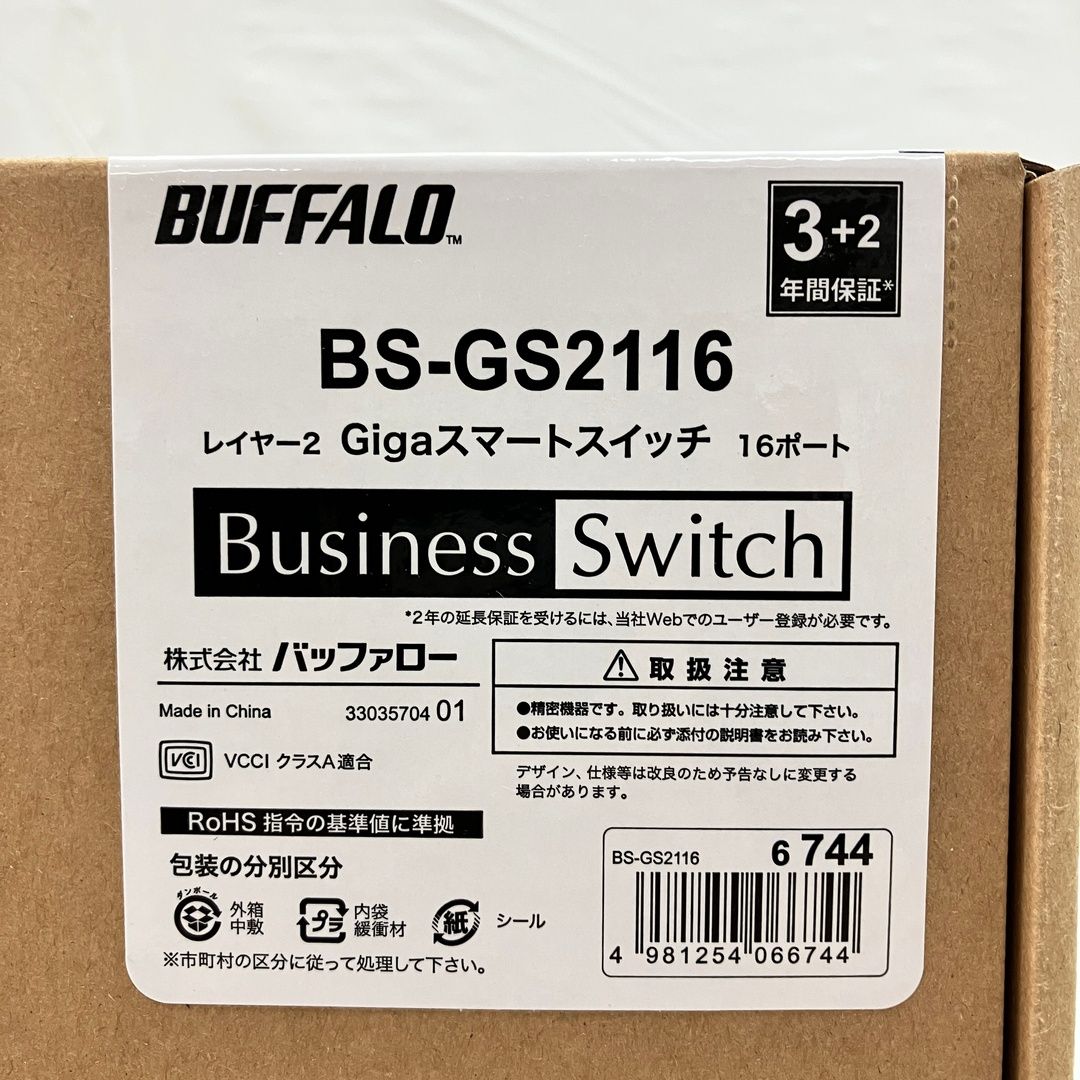 BUFFALO™
3+2
年間保証*
BS-GS2116
レイヤー2 Gigaスマートスイッチ 16ポート
Business Switch
*2年の延長保証を受けるには、当社Webでのユーザー登録が必要です。
株式会社 バッファロー
Made in China 33035704 01
VCCI VCCI クラスA適合
⚠取扱注意
●精密機器です。取り扱いには十分注意して下さい。
●お使いになる前に必ず添付の説明書をお読み下さい。
デザイン、仕様等は改良のため予告なしに変更する
場合があります。
RoHS 指令の基準値に準拠
包装の分別区分
ダンボール
外箱
中敷
プラ
内袋
緩衝材
紙
シール
※市町村の区分に従って処理して下さい。
BS-GS2116 6 744
4 981254 066744